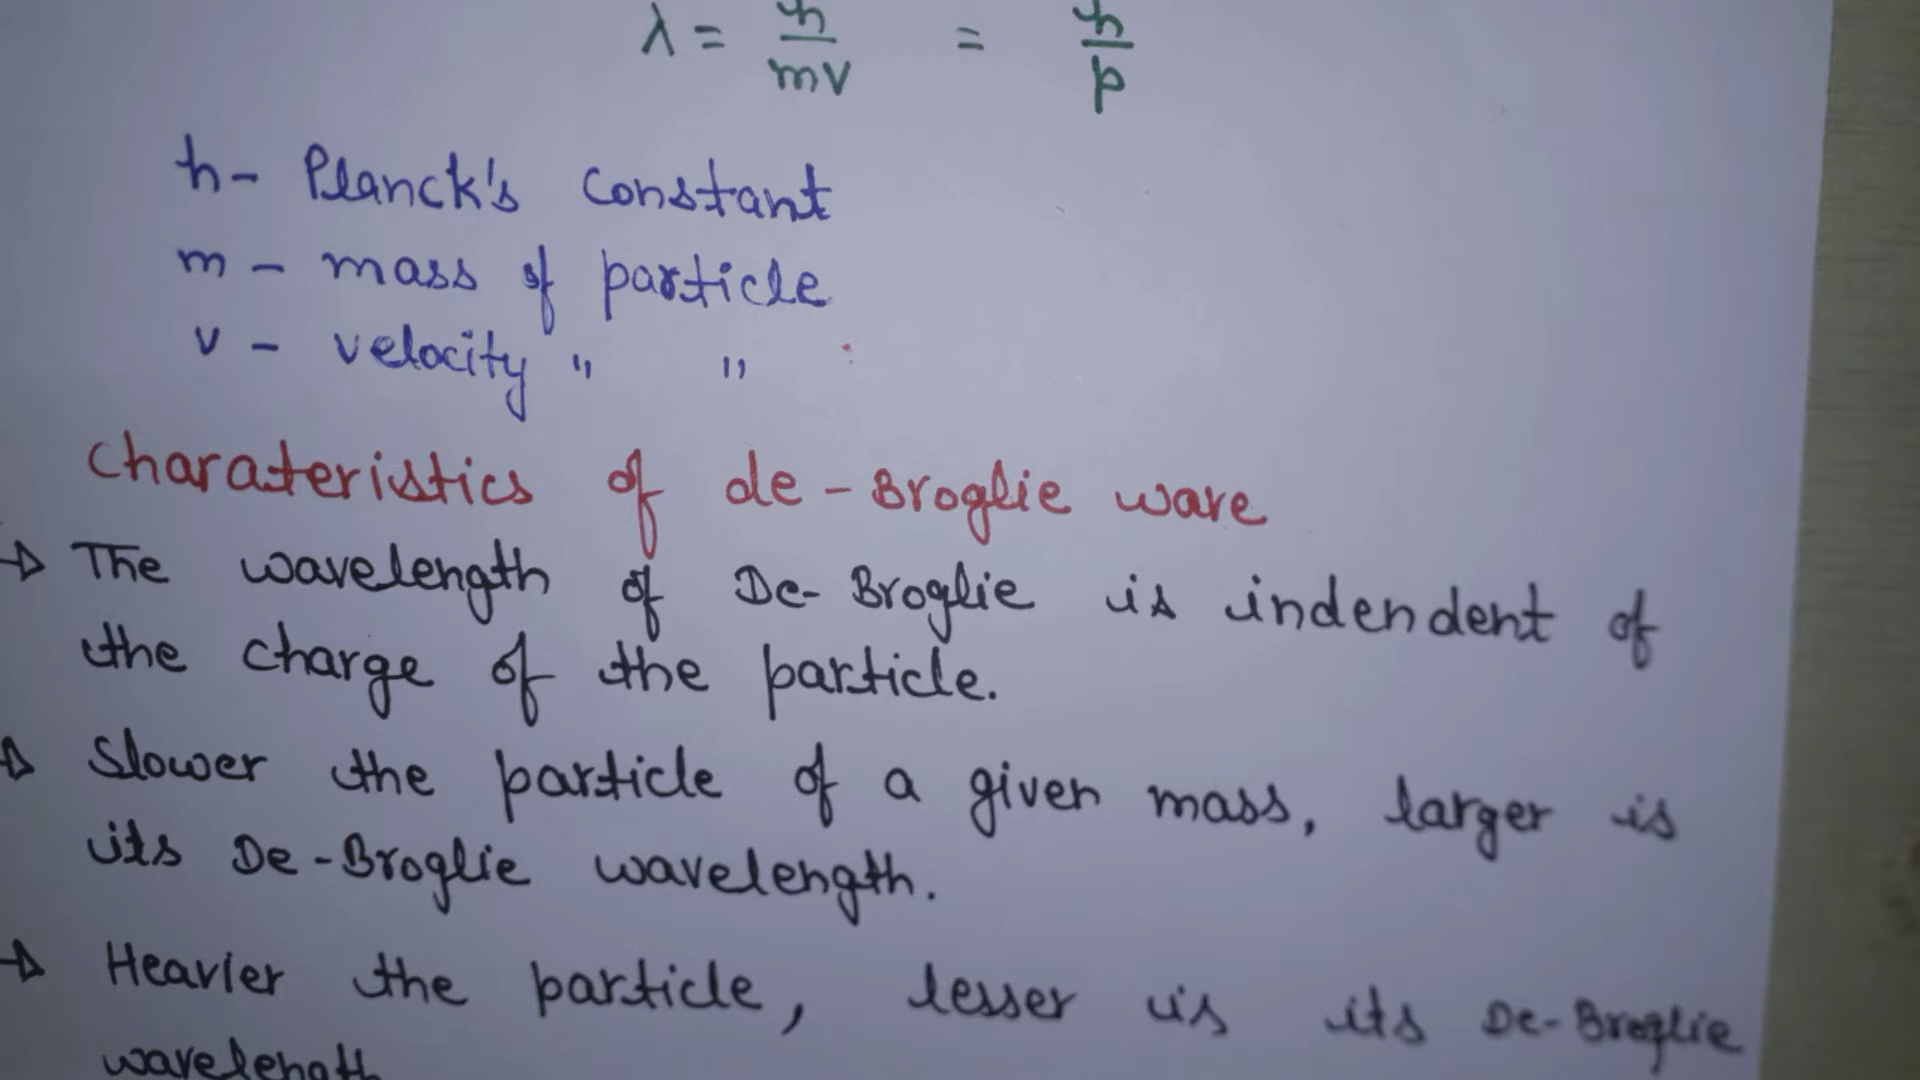 λ = h/mv = h/p
h - Planck's constant
m - mass of particle
v - velocity " "
Charateristics of de-Broglie wave
→ The wavelength of De-Broglie is indendent of
the charge of the particle.
→ Slower the particle of a given mass, larger is
its De-Broglie wavelength.
→ Heavier the particle, lesser is its De-Broglie
wavelength